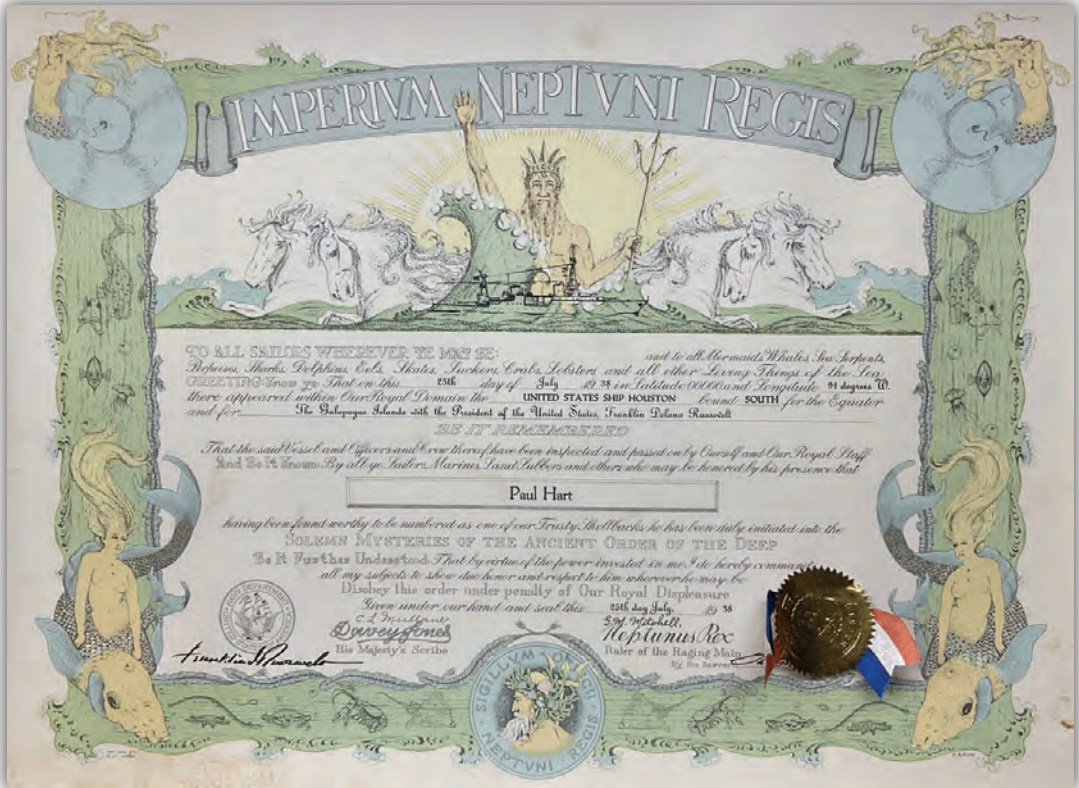 IMPERIVM NEPTVNI REGIS
TO ALL SAILORS WHEREVER YE MAY BE: and to all Mermaids, Whales, Sea Serpents,
Porpoises, Sharks, Dolphins, Eels, Skates, Suckers, Crabs, Lobsters and all other Living Things of the Sea
GREETING: Know ye That on this 25th day of July 19 38 in Latitude 00000 and Longitude 91 degrees W.
there appeared within Our Royal Domain the UNITED STATES SHIP HOUSTON bound SOUTH for the Equator
and for The Galapagos Islands with the President of the United States, Franklin Delano Roosevelt
BE IT REMEMBERED
That the said Vessel and Officers and Crew thereof have been inspected and passed on by Ourself and Our Royal Staff
And Be It Known: By all ye Sailors, Marines, Land Lubbers and others who may be honored by his presence that
Paul Hart
having been found worthy to be numbered as one of our Trusty Shellbacks he has been duly initiated into the
SOLEMN MYSTERIES OF THE ANCIENT ORDER OF THE DEEP
Be It Further Understood: That by virtue of the power invested in me I do hereby command
all my subjects to show due honor and respect to him wherever he may be
Disobey this order under penalty of Our Royal Displeasure
Given under our hand and seal this 25th day July, 19 38
Davey Jones
Neptunus Rex
His Majesty's Scribe
Ruler of the Raging Main
By His Servant
SIGILLVM
NEPTVNI REGIS